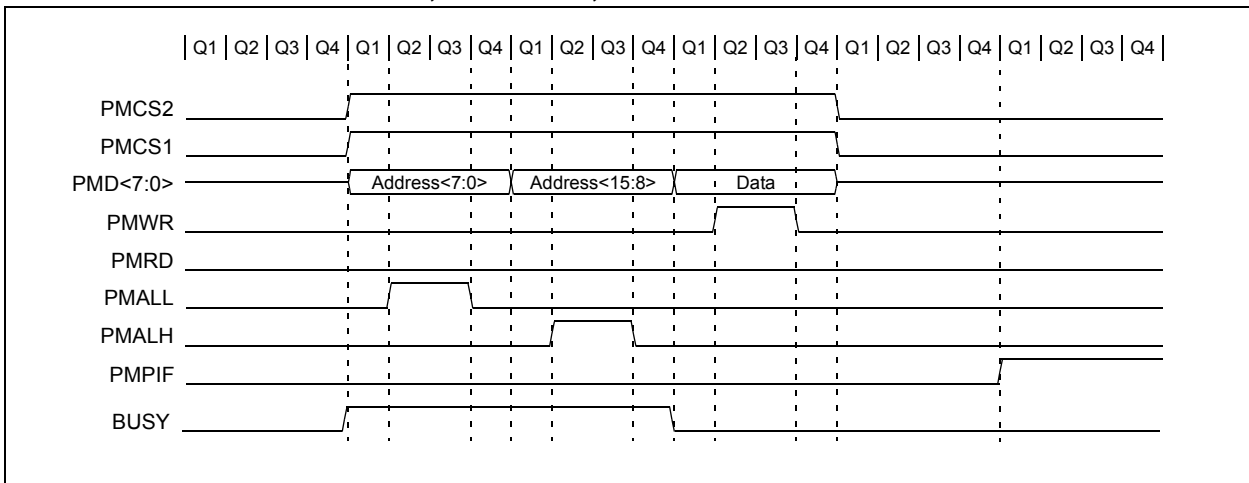 Q1 Q2 Q3 Q4 Q1 Q2 Q3 Q4 Q1 Q2 Q3 Q4 Q1 Q2 Q3 Q4 Q1 Q2 Q3 Q4 Q1 Q2 Q3 Q4
PMCS2
PMCS1
PMD<7:0> Address<7:0> Address<15:8> Data
PMWR
PMRD
PMALL
PMALH
PMPIF
BUSY